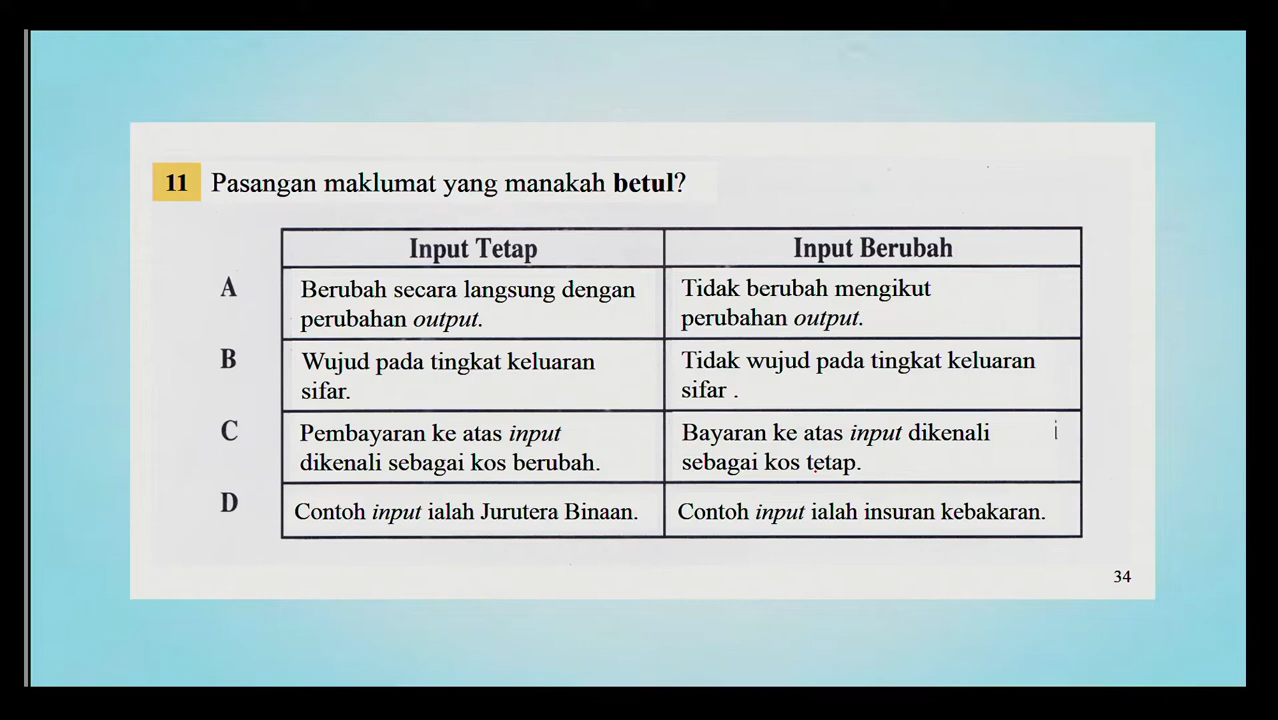 11 Pasangan maklumat yang manakah betul?
Input Tetap Input Berubah
A Berubah secara langsung dengan perubahan output. Tidak berubah mengikut perubahan output.
B Wujud pada tingkat keluaran sifar. Tidak wujud pada tingkat keluaran sifar .
C Pembayaran ke atas input dikenali sebagai kos berubah. Bayaran ke atas input dikenali sebagai kos tetap.
D Contoh input ialah Jurutera Binaan. Contoh input ialah insuran kebakaran.
34